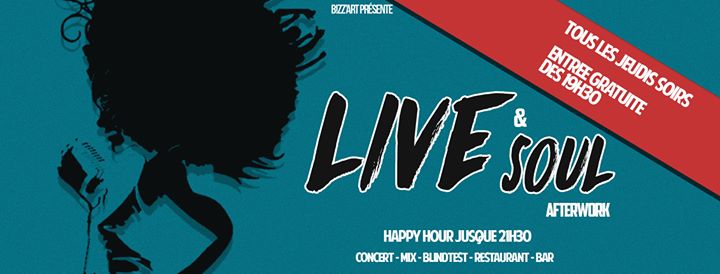 BIZZ'ART PRÉSENTE
TOUS LES JEUDIS SOIRS
ENTREE GRATUITE
DES 19H30
LIVE
& SOUL
AFTERWORK
HAPPY HOUR JUSQUE 21H30
CONCERT - MIX - BLINDTEST - RESTAURANT - BAR